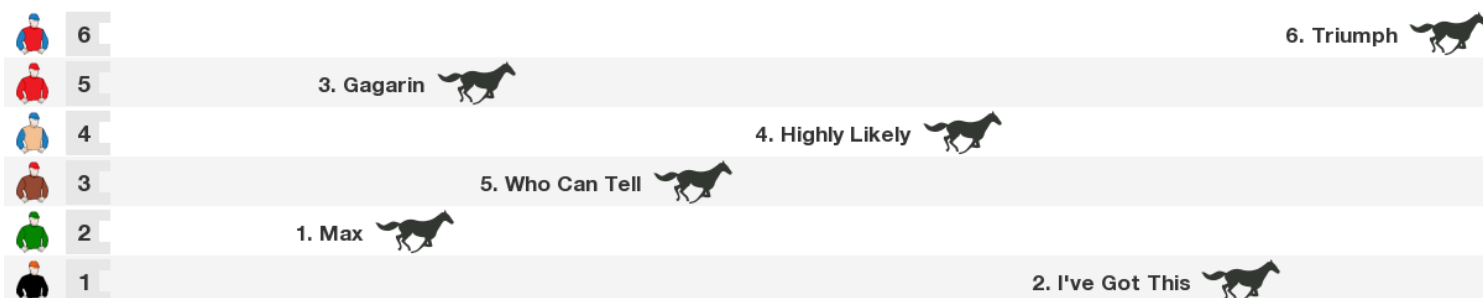 6 6. Triumph
5 3. Gagarin
4 4. Highly Likely
3 5. Who Can Tell
2 1. Max
1 2. I've Got This